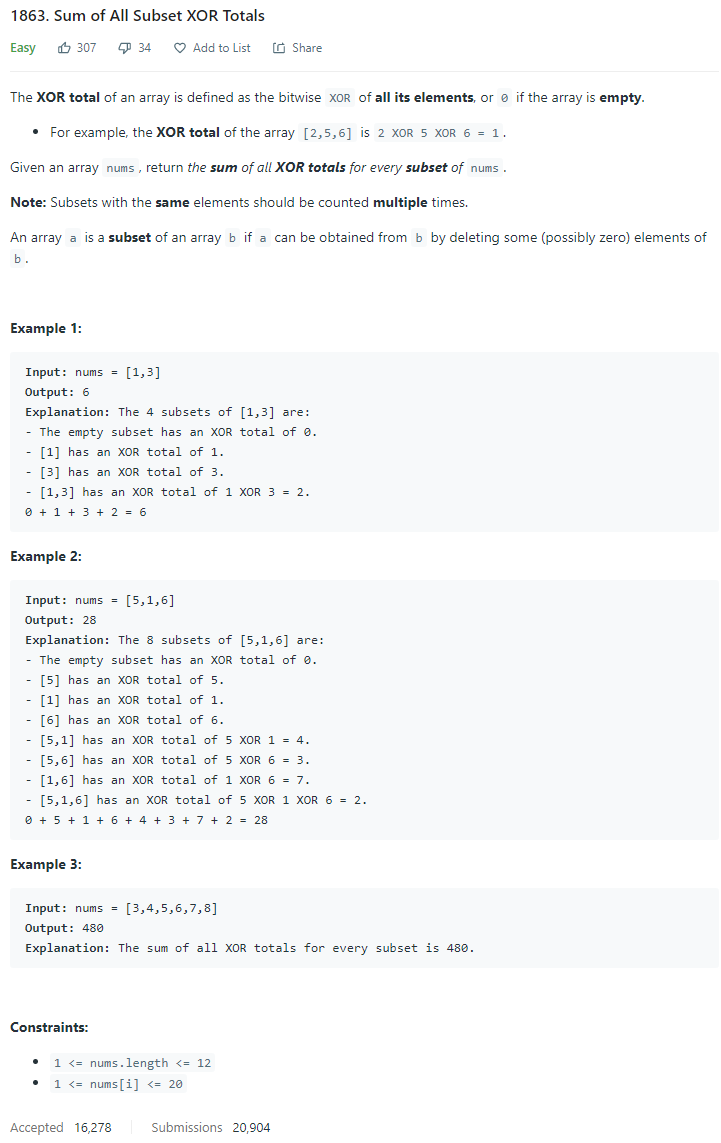 1863. Sum of All Subset XOR Totals
Easy 307 34 Add to List Share
The XOR total of an array is defined as the bitwise XOR of all its elements, or 0 if the array is empty.
• For example, the XOR total of the array [2,5,6] is 2 XOR 5 XOR 6 = 1.
Given an array nums, return the sum of all XOR totals for every subset of nums.
Note: Subsets with the same elements should be counted multiple times.
An array a is a subset of an array b if a can be obtained from b by deleting some (possibly zero) elements of
b.
Example 1:
Input: nums = [1,3]
Output: 6
Explanation: The 4 subsets of [1,3] are:
- The empty subset has an XOR total of 0.
- [1] has an XOR total of 1.
- [3] has an XOR total of 3.
- [1,3] has an XOR total of 1 XOR 3 = 2.
0 + 1 + 3 + 2 = 6
Example 2:
Input: nums = [5,1,6]
Output: 28
Explanation: The 8 subsets of [5,1,6] are:
- The empty subset has an XOR total of 0.
- [5] has an XOR total of 5.
- [1] has an XOR total of 1.
- [6] has an XOR total of 6.
- [5,1] has an XOR total of 5 XOR 1 = 4.
- [5,6] has an XOR total of 5 XOR 6 = 3.
- [1,6] has an XOR total of 1 XOR 6 = 7.
- [5,1,6] has an XOR total of 5 XOR 1 XOR 6 = 2.
0 + 5 + 1 + 6 + 4 + 3 + 7 + 2 = 28
Example 3:
Input: nums = [3,4,5,6,7,8]
Output: 480
Explanation: The sum of all XOR totals for every subset is 480.
Constraints:
• 1 <= nums.length <= 12
• 1 <= nums[i] <= 20
Accepted 16,278 Submissions 20,904